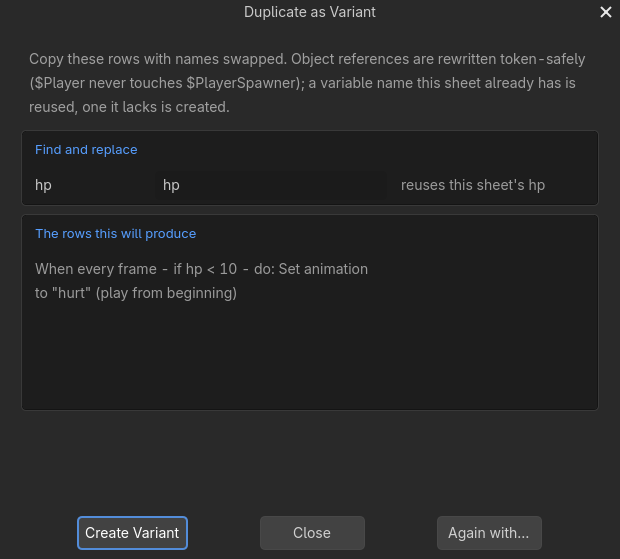 Duplicate as Variant
Copy these rows with names swapped. Object references are rewritten token-safely
($Player never touches $PlayerSpawner); a variable name this sheet already has is
reused, one it lacks is created.
Find and replace
hp hp reuses this sheet's hp
The rows this will produce
When every frame - if hp < 10 - do: Set animation
to "hurt" (play from beginning)
Create Variant Close Again with...